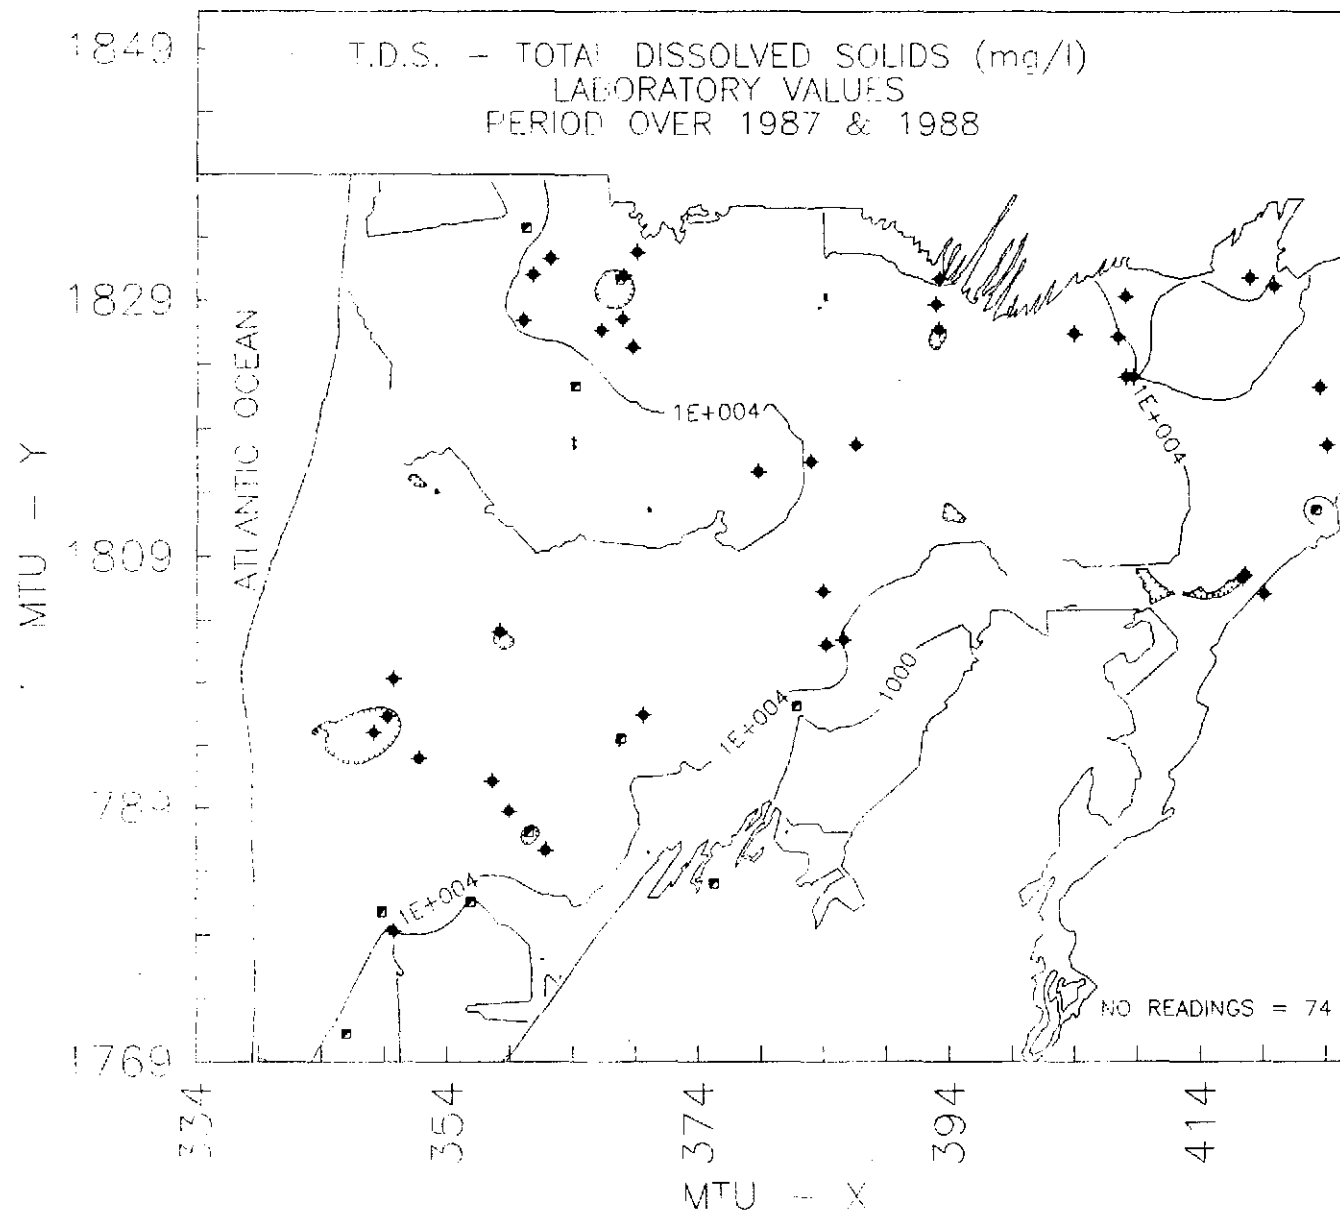 T.D.S. - TOTAL DISSOLVED SOLIDS (mg/l)
LABORATORY VALUES
PERIOD OVER 1987 & 1988
1849
1829
1809
789
1769
MTU - Y
ATLANTIC OCEAN
1E+004
1E+004
1000
1E+004
1E+004
NO READINGS = 74
334
354
374
394
414
MTU - X